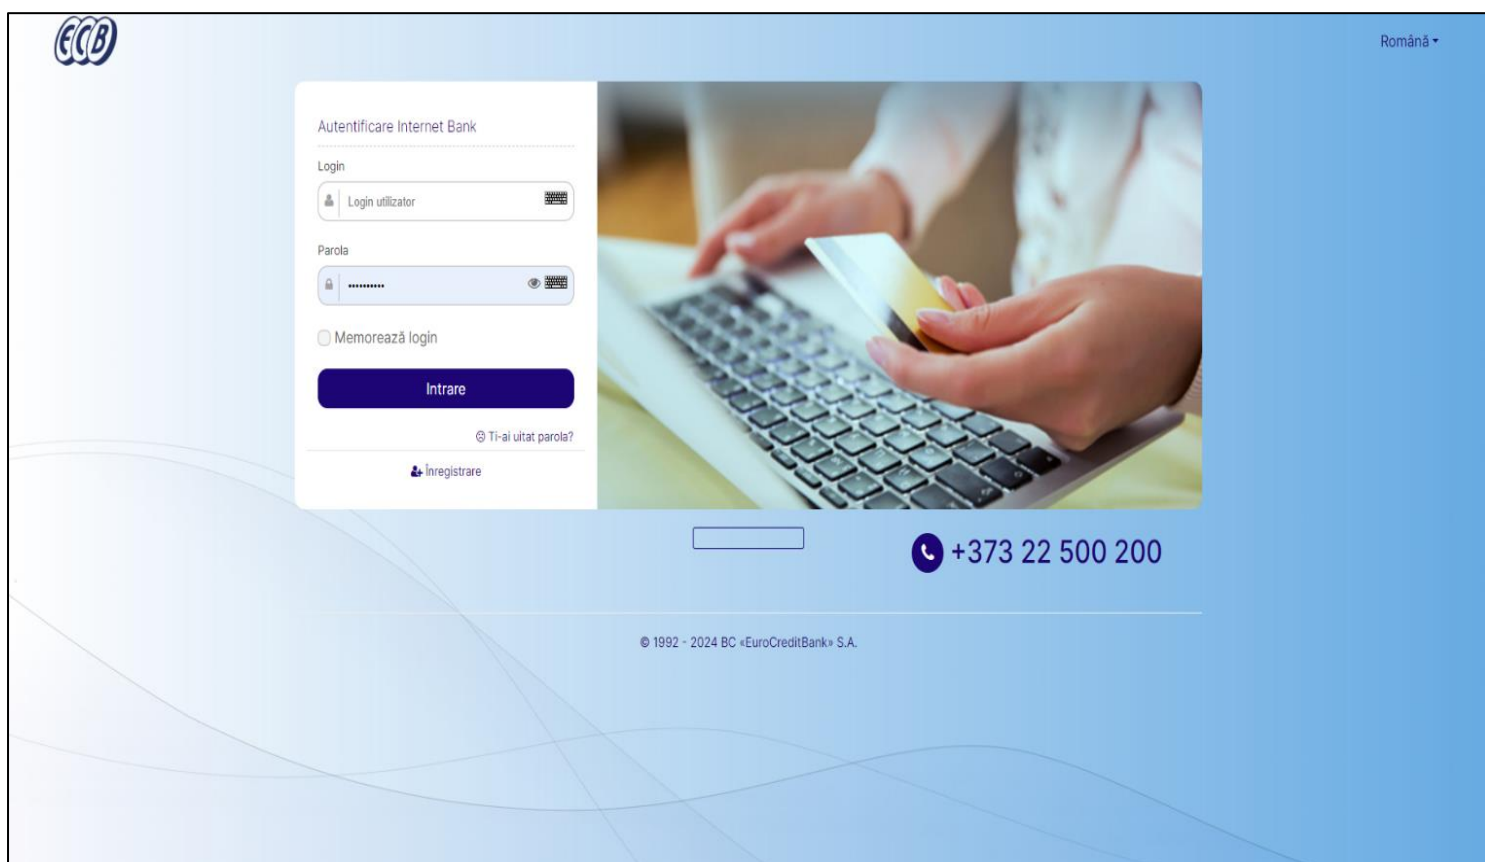 ECB
Română
Autentificare Internet Bank
Login
Login utilizator
Parola
••••••••••
Memorează login
Intrare
Ti-ai uitat parola?
Înregistrare
+373 22 500 200
© 1992 - 2024 BC «EuroCreditBank» S.A.